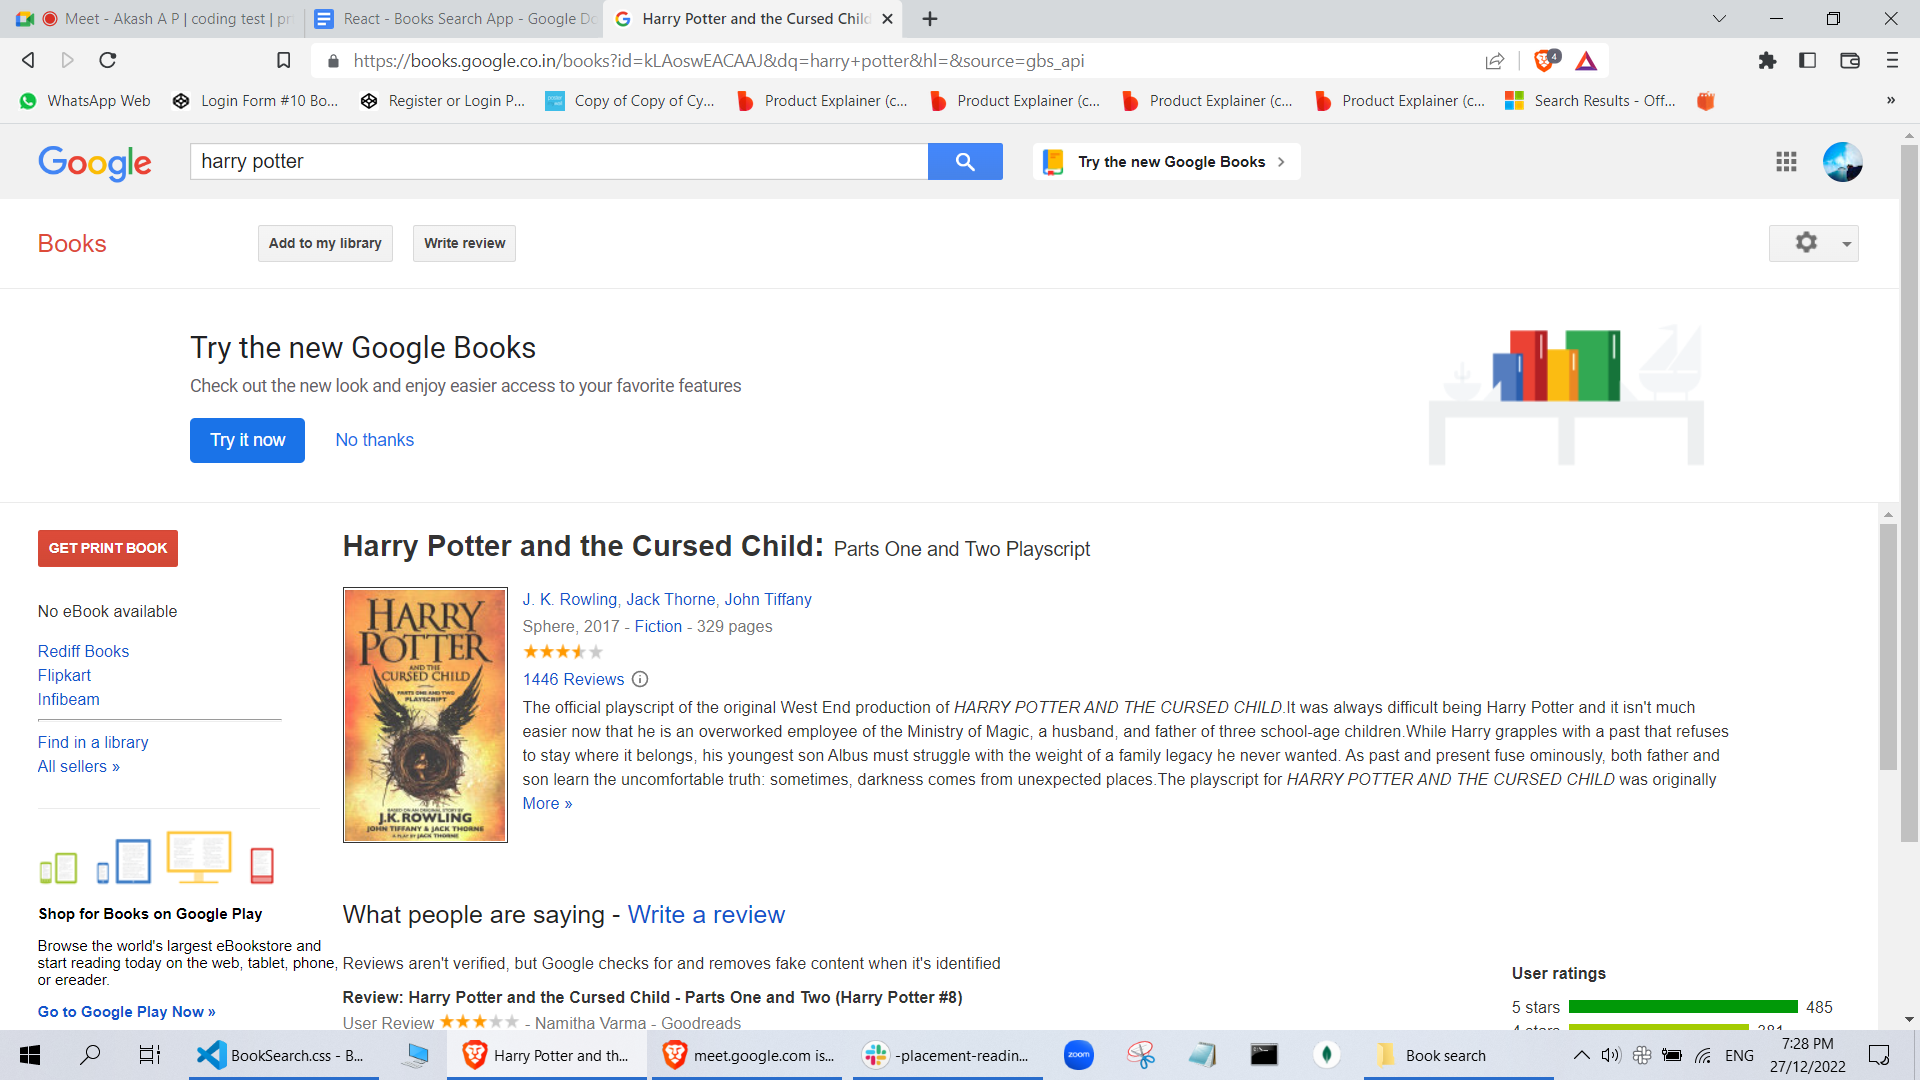 Meet - Akash A P | coding test | pr
React - Books Search App - Google Do
Harry Potter and the Cursed Child
https://books.google.co.in/books?id=kLAoswEACAAJ&dq=harry+potter&hl=&source=gbs_api
4
WhatsApp Web
Login Form #10 Bo...
Register or Login P...
Copy of Copy of Cy...
Product Explainer (c...
Product Explainer (c...
Product Explainer (c...
Product Explainer (c...
Search Results - Off...
»
Google
harry potter
Try the new Google Books
Books
Add to my library
Write review
Try the new Google Books
Check out the new look and enjoy easier access to your favorite features
Try it now
No thanks
GET PRINT BOOK
No eBook available
Rediff Books
Flipkart
Infibeam
Find in a library
All sellers »
Shop for Books on Google Play
Browse the world's largest eBookstore and
start reading today on the web, tablet, phone,
or ereader.
Go to Google Play Now »
Harry Potter and the Cursed Child: Parts One and Two Playscript
HARRY
POTTER
AND THE
CURSED CHILD
PARTS ONE AND TWO
PLAYSCRIPT
BASED ON AN ORIGINAL STORY BY
J.K. ROWLING
JOHN TIFFANY & JACK THORNE
A PLAY BY JACK THORNE
J. K. Rowling, Jack Thorne, John Tiffany
Sphere, 2017 - Fiction - 329 pages
1446 Reviews
The official playscript of the original West End production of HARRY POTTER AND THE CURSED CHILD.It was always difficult being Harry Potter and it isn't much
easier now that he is an overworked employee of the Ministry of Magic, a husband, and father of three school-age children.While Harry grapples with a past that refuses
to stay where it belongs, his youngest son Albus must struggle with the weight of a family legacy he never wanted. As past and present fuse ominously, both father and
son learn the uncomfortable truth: sometimes, darkness comes from unexpected places.The playscript for HARRY POTTER AND THE CURSED CHILD was originally
More »
What people are saying - Write a review
Reviews aren't verified, but Google checks for and removes fake content when it's identified
Review: Harry Potter and the Cursed Child - Parts One and Two (Harry Potter #8)
User Review - Namitha Varma - Goodreads
User ratings
5 stars 485
4 stars 381
BookSearch.css - B...
Harry Potter and th...
meet.google.com is...
-placement-readin...
zoom
Book search
ENG
7:28 PM
27/12/2022